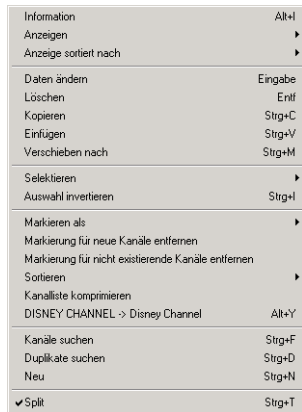 Information Alt+I
Anzeigen
Anzeige sortiert nach
Daten ändern Eingabe
Löschen Entf
Kopieren Strg+C
Einfügen Strg+V
Verschieben nach Strg+M
Selektieren
Auswahl invertieren Strg+I
Markieren als
Markierung für neue Kanäle entfernen
Markierung für nicht existierende Kanäle entfernen
Sortieren
Kanalliste komprimieren
DISNEY CHANNEL -> Disney Channel Alt+Y
Kanäle suchen Strg+F
Duplikate suchen Strg+D
Neu Strg+N
Split Strg+T